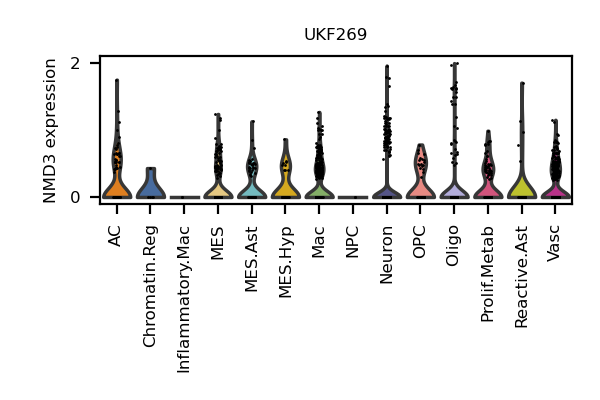 UKF269
NMD3 expression
2
0
AC
Chromatin.Reg
Inflammatory.Mac
MES
MES.Ast
MES.Hyp
Mac
NPC
Neuron
OPC
Oligo
Prolif.Metab
Reactive.Ast
Vasc